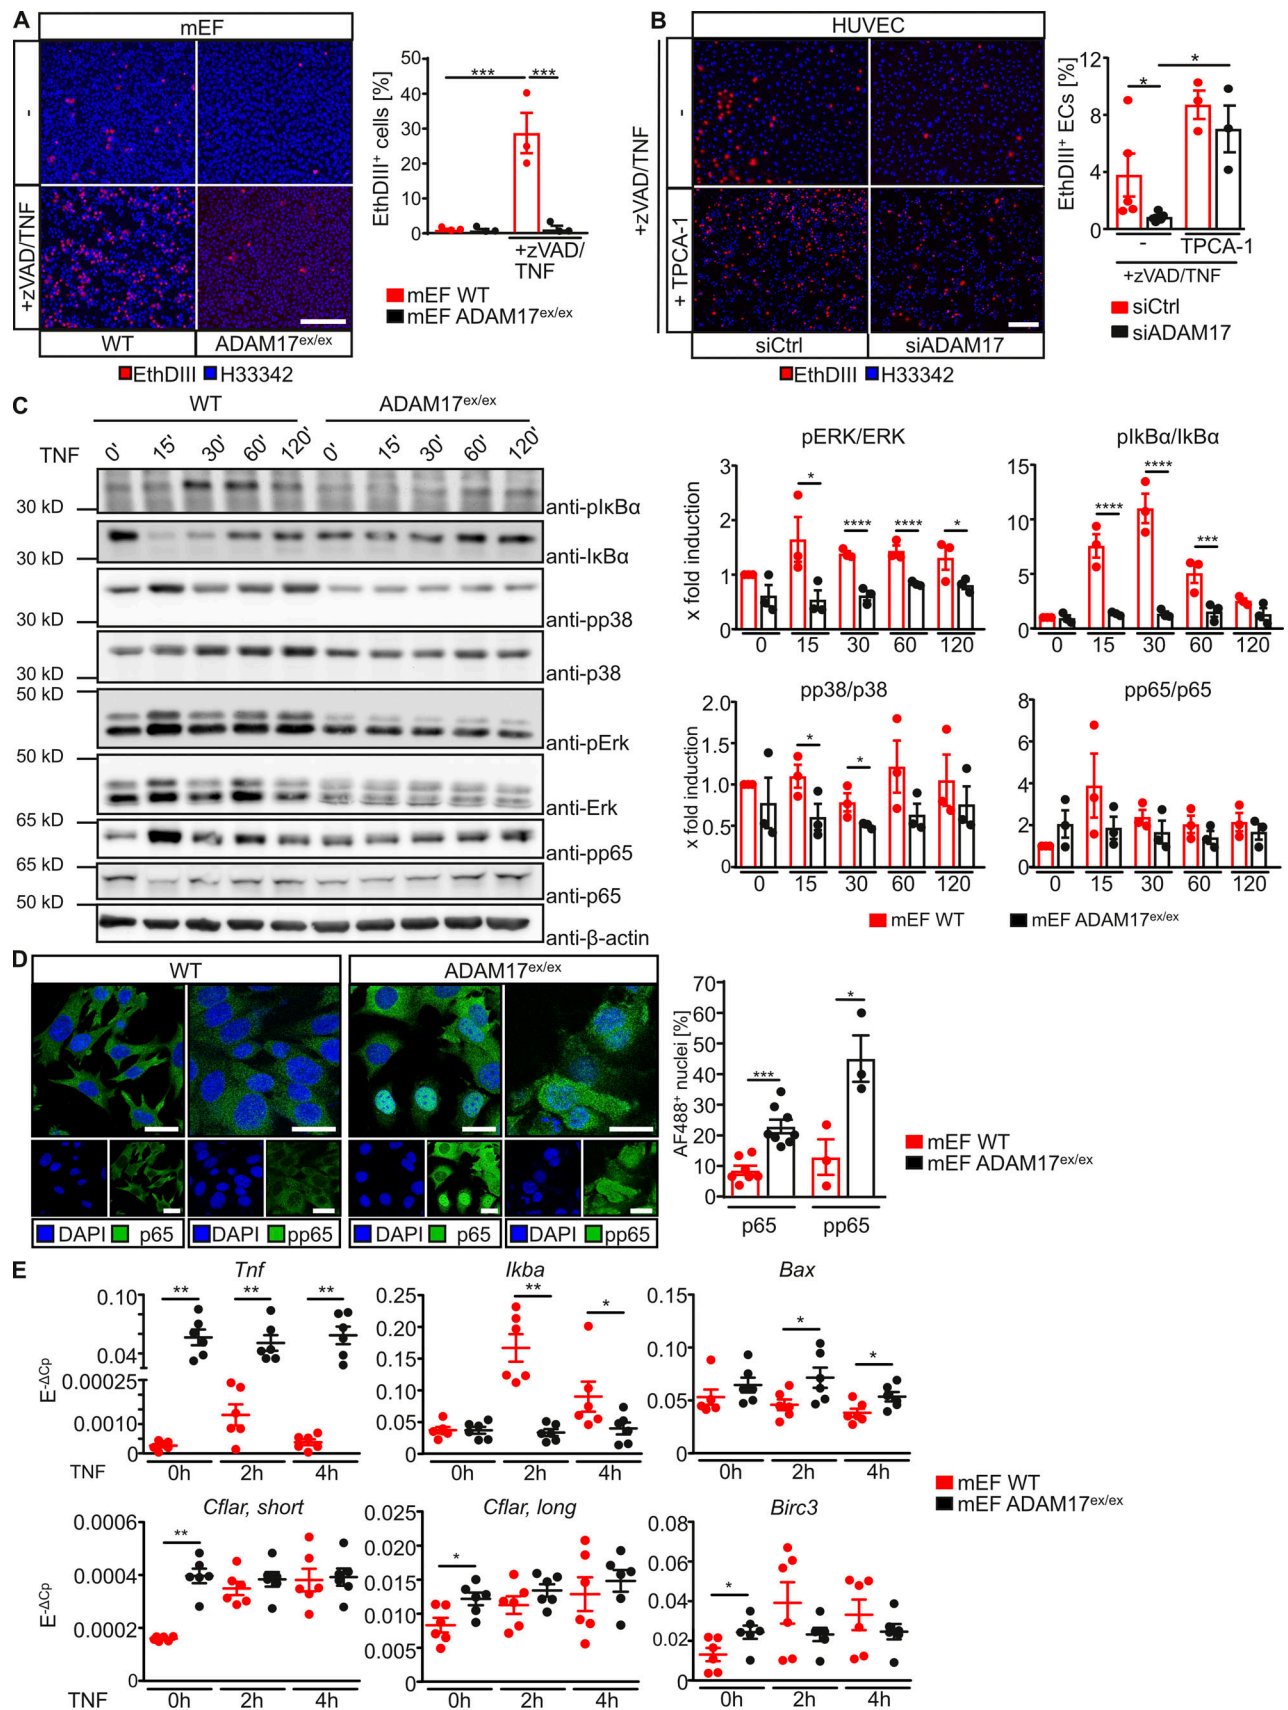 A
mEF
-
+zVAD/TNF
WT
ADAM17ex/ex
EthDIII H33342
EthDIII+ cells [%]
50
40
30
20
10
0
***
***
+zVAD/
TNF
mEF WT
mEF ADAM17ex/ex
B
HUVEC
+zVAD/TNF
-
+ TPCA-1
siCtrl
siADAM17
EthDIII H33342
EthDIII+ ECs [%]
12
8
4
0
*
*
- TPCA-1
+zVAD/TNF
siCtrl
siADAM17
C
WT
ADAM17ex/ex
TNF 0' 15' 30' 60' 120' 0' 15' 30' 60' 120'
30 kD anti-pIκBα
30 kD anti-IκBα
30 kD anti-pp38
30 kD anti-p38
50 kD anti-pErk
50 kD anti-Erk
65 kD anti-pp65
65 kD anti-p65
50 kD anti-β-actin
pERK/ERK
x fold induction
3
2
1
0
* **** **** *
0 15 30 60 120
pIkBα/IkBα
15
10
5
0
**** **** ***
0 15 30 60 120
pp38/p38
x fold induction
2.0
1.5
1.0
0.5
0
* *
0 15 30 60 120
pp65/p65
8
6
4
2
0
0 15 30 60 120
mEF WT mEF ADAM17ex/ex
D
WT
ADAM17ex/ex
DAPI p65 DAPI pp65 DAPI p65 DAPI pp65
AF488+ nuclei [%]
70
60
50
40
30
20
10
0
*** *
p65 pp65
mEF WT
mEF ADAM17ex/ex
E
Tnf
E-ΔCp
0.10
0.04
0.00025
0.0010
0
** ** **
TNF 0h 2h 4h
Ikba
0.25
0.20
0.15
0.10
0.05
0
** *
0h 2h 4h
Bax
0.15
0.10
0.05
0
* *
0h 2h 4h
mEF WT
mEF ADAM17ex/ex
Cflar, short
E-ΔCp
0.0006
0.0004
0.0002
0
**
TNF 0h 2h 4h
Cflar, long
0.025
0.020
0.015
0.010
0.005
0
*
0h 2h 4h
Birc3
0.08
0.06
0.04
0.02
0
*
0h 2h 4h